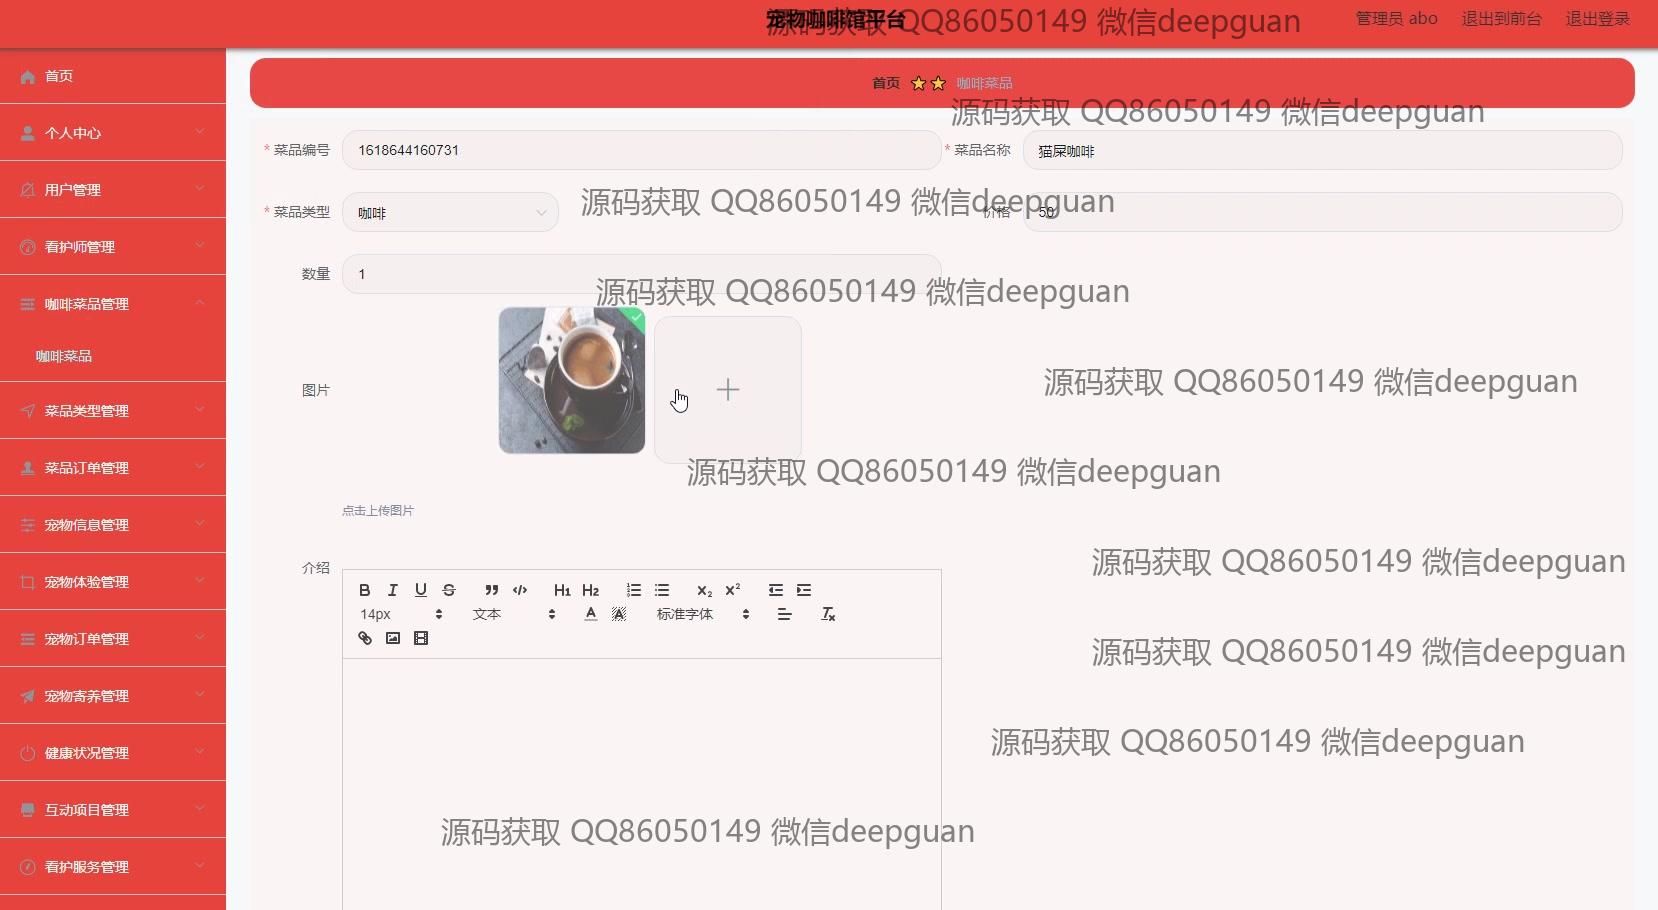 宠物咖啡馆平台
源码获取 QQ86050149 微信deepguan
管理员 abo 退出到前台 退出登录
首页
个人中心
用户管理
看护师管理
咖啡菜品管理
咖啡菜品
菜品类型管理
菜品订单管理
宠物信息管理
宠物体验管理
宠物订单管理
宠物寄养管理
健康状况管理
互动项目管理
看护服务管理
首页 咖啡菜品
源码获取 QQ86050149 微信deepguan
* 菜品编号 1618644160731
* 菜品名称 猫屎咖啡
* 菜品类型 咖啡
源码获取 QQ86050149 微信deepguan
价格 50
数量 1
源码获取 QQ86050149 微信deepguan
图片
源码获取 QQ86050149 微信deepguan
源码获取 QQ86050149 微信deepguan
点击上传图片
源码获取 QQ86050149 微信deepguan
介绍
B I U S H1 H2 X2 X2
14px 文本 A A 标准字体 Tx
源码获取 QQ86050149 微信deepguan
源码获取 QQ86050149 微信deepguan
源码获取 QQ86050149 微信deepguan